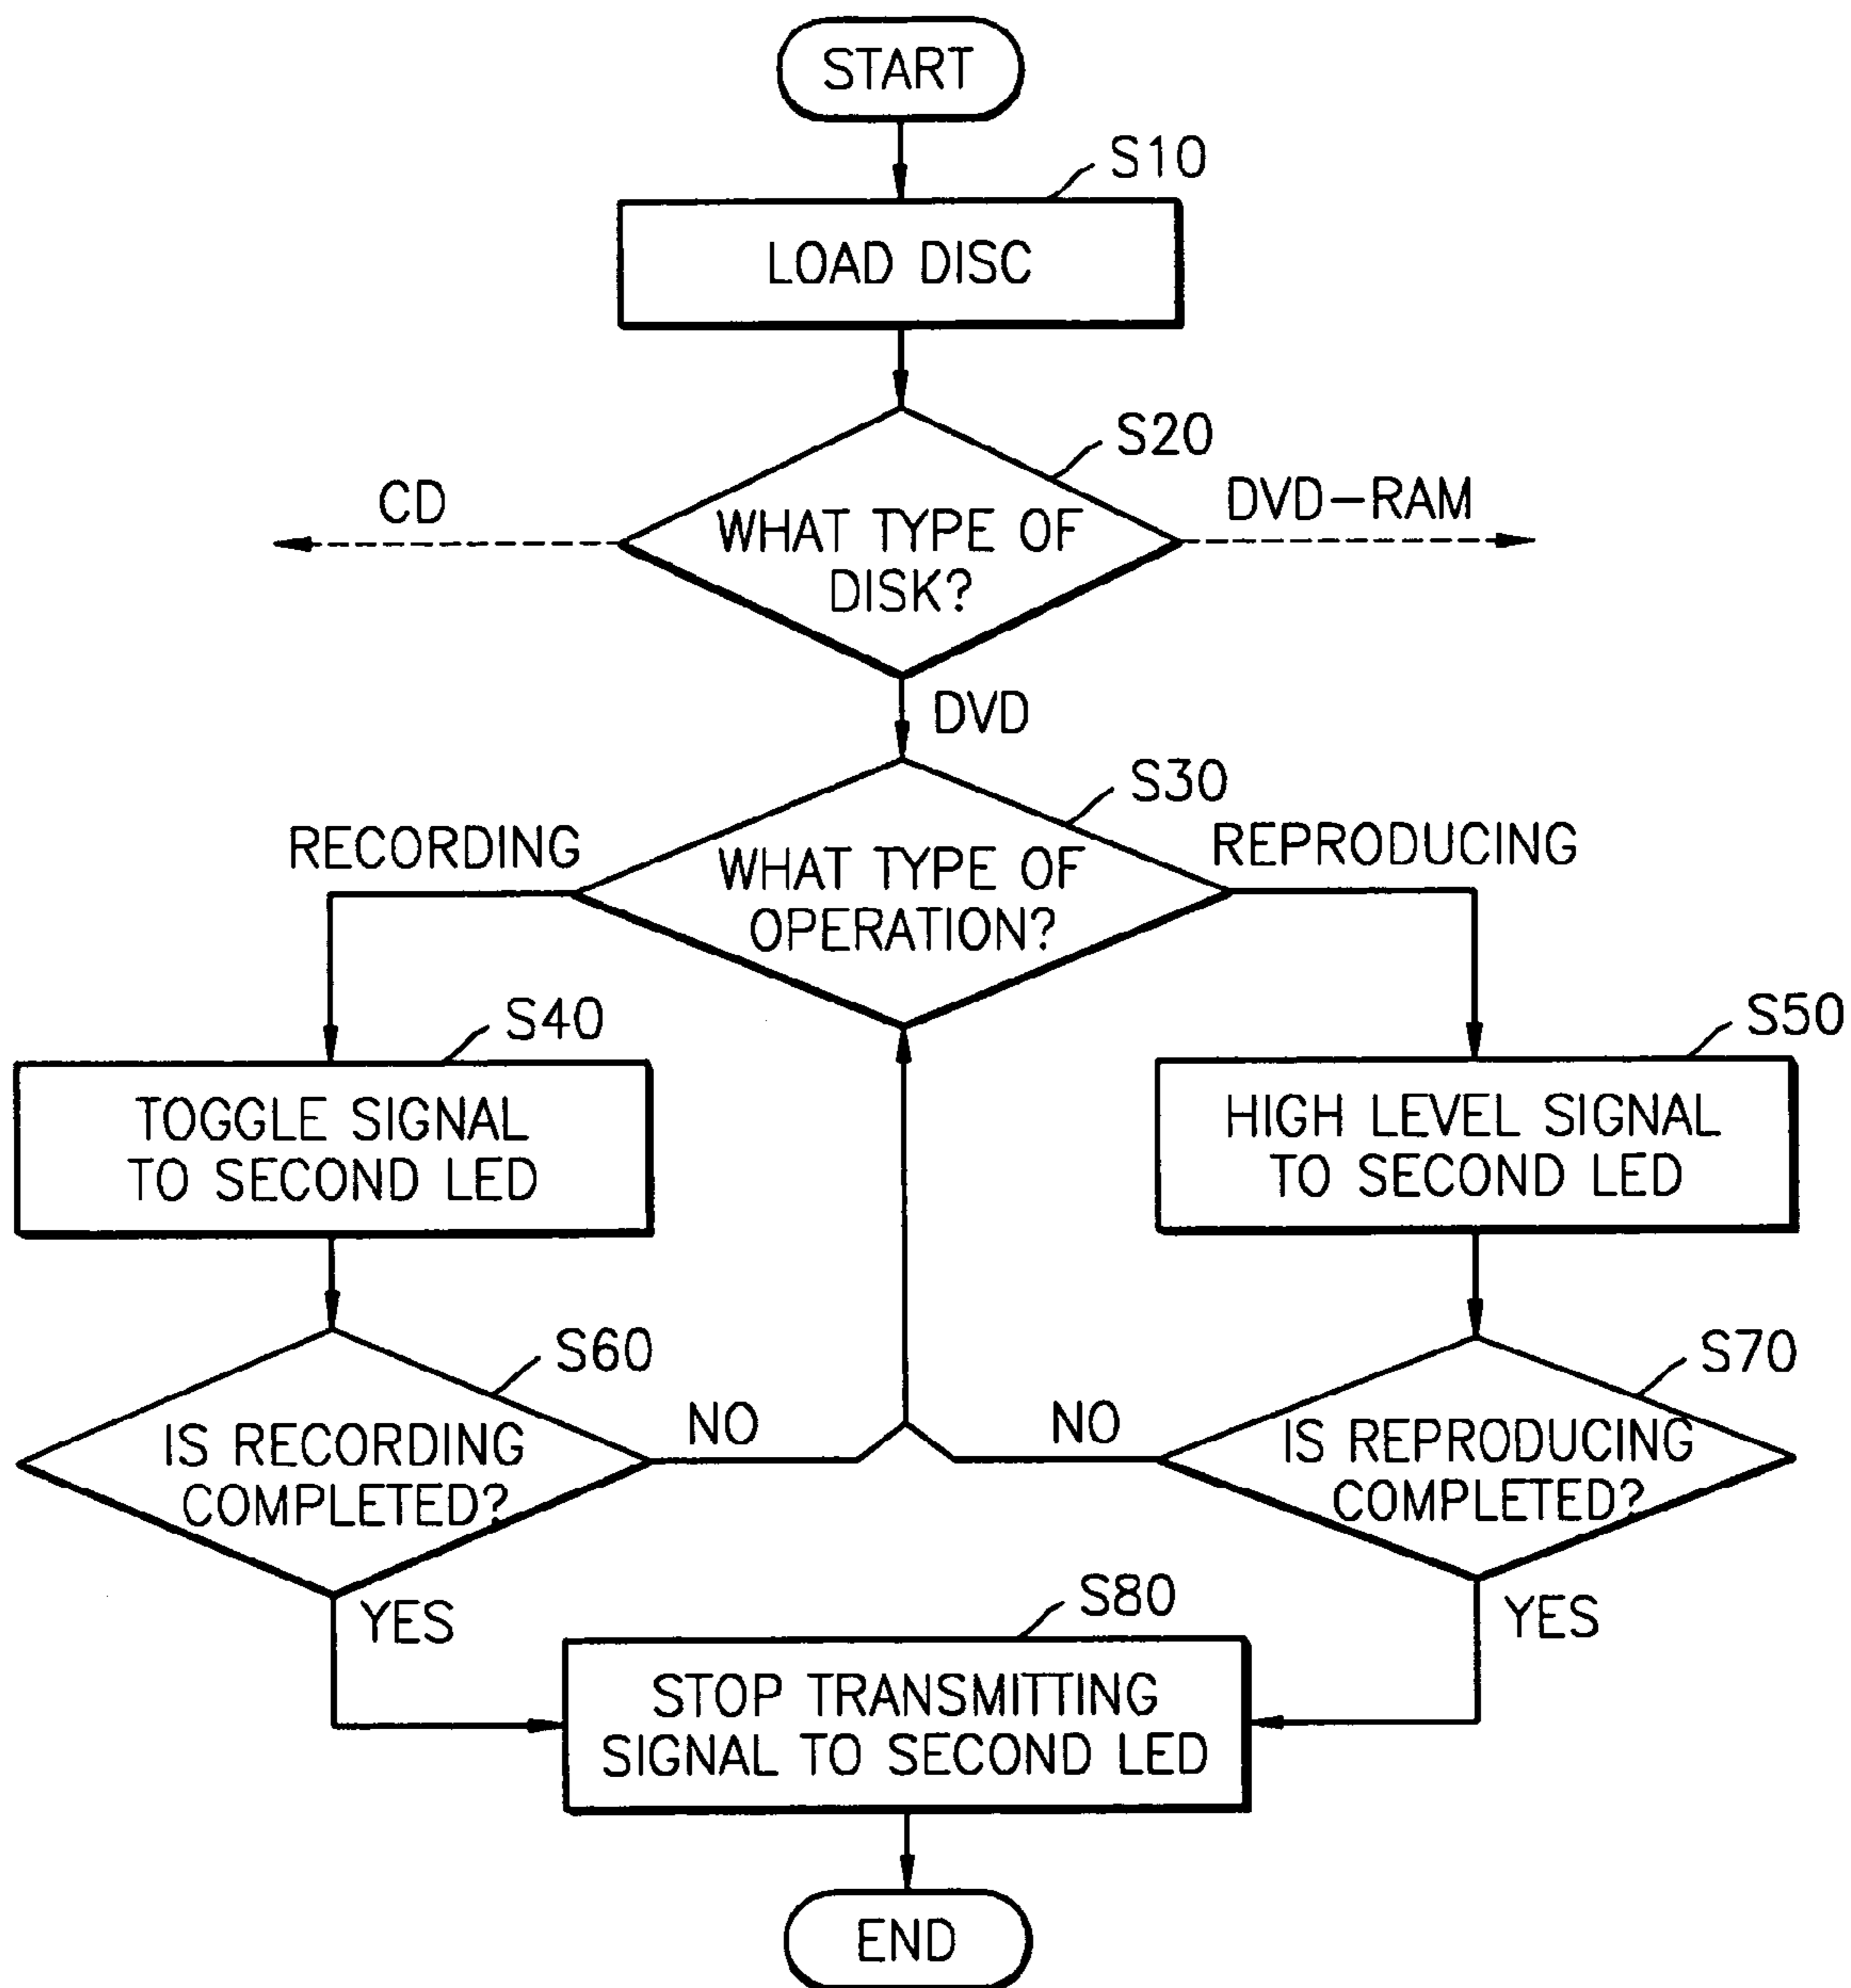 START
S10
LOAD DISC
S20
CD
DVD-RAM
WHAT TYPE OF
DISK?
DVD
S30
RECORDING
REPRODUCING
WHAT TYPE OF
OPERATION?
S40
S50
TOGGLE SIGNAL
TO SECOND LED
HIGH LEVEL SIGNAL
TO SECOND LED
S60
S70
NO
NO
IS RECORDING
COMPLETED?
IS REPRODUCING
COMPLETED?
S80
YES
YES
STOP TRANSMITTING
SIGNAL TO SECOND LED
END